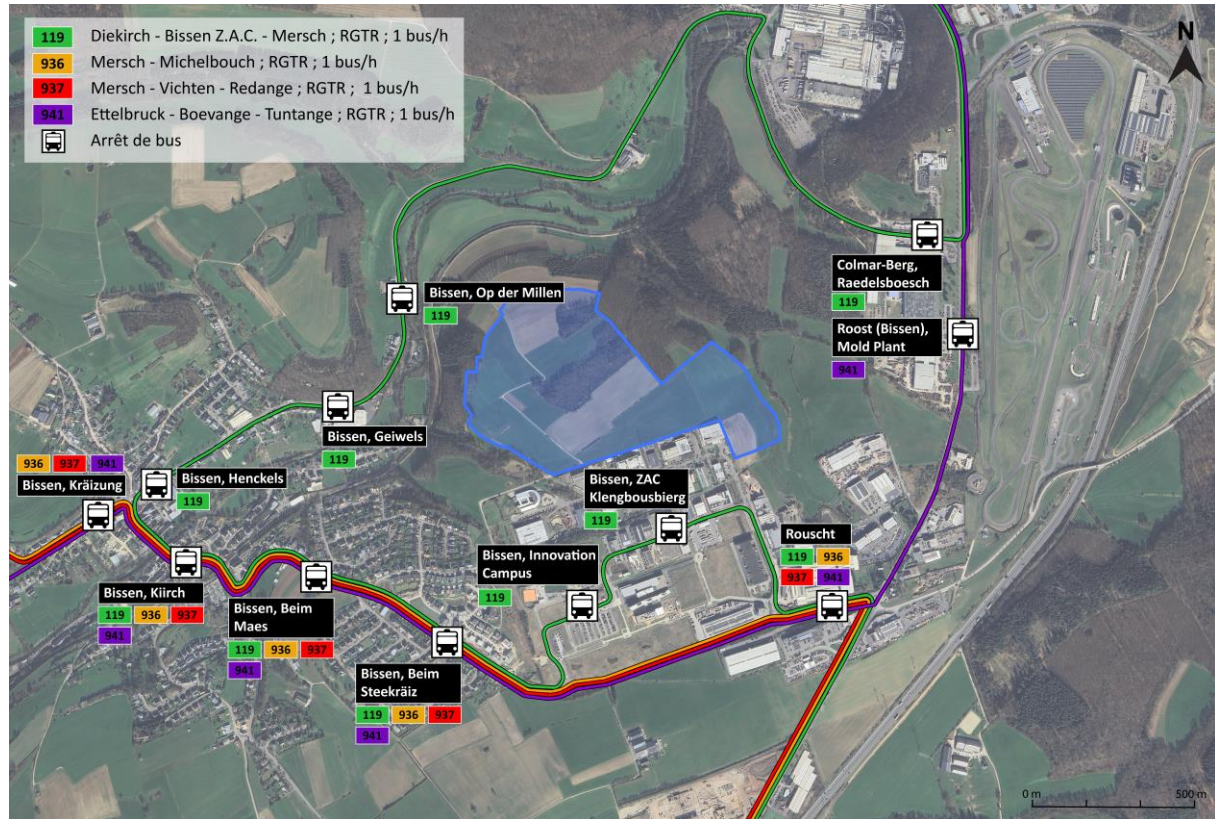 119 Diekirch - Bissen Z.A.C. - Mersch ; RGTR ; 1 bus/h
936 Mersch - Michelbouch ; RGTR ; 1 bus/h
937 Mersch - Vichten - Redange ; RGTR ; 1 bus/h
941 Ettelbruck - Boevange - Tuntange ; RGTR ; 1 bus/h
Arrêt de bus
N
Colmar-Berg,
Raedelsboesch
119
Roost (Bissen),
Mold Plant
941
Bissen, Op der Millen
119
Bissen, Geiwels
119
936 937 941
Bissen, Kräizung
Bissen, Henckels
119
Bissen, ZAC
Klengbousbierg
119
Rouscht
119 936
937 941
Bissen, Innovation
Campus
119
Bissen, Kiirch
119 936 937
941
Bissen, Beim
Maes
119 936 937
941
Bissen, Beim
Steekräiz
119 936 937
941
0 m 500 m